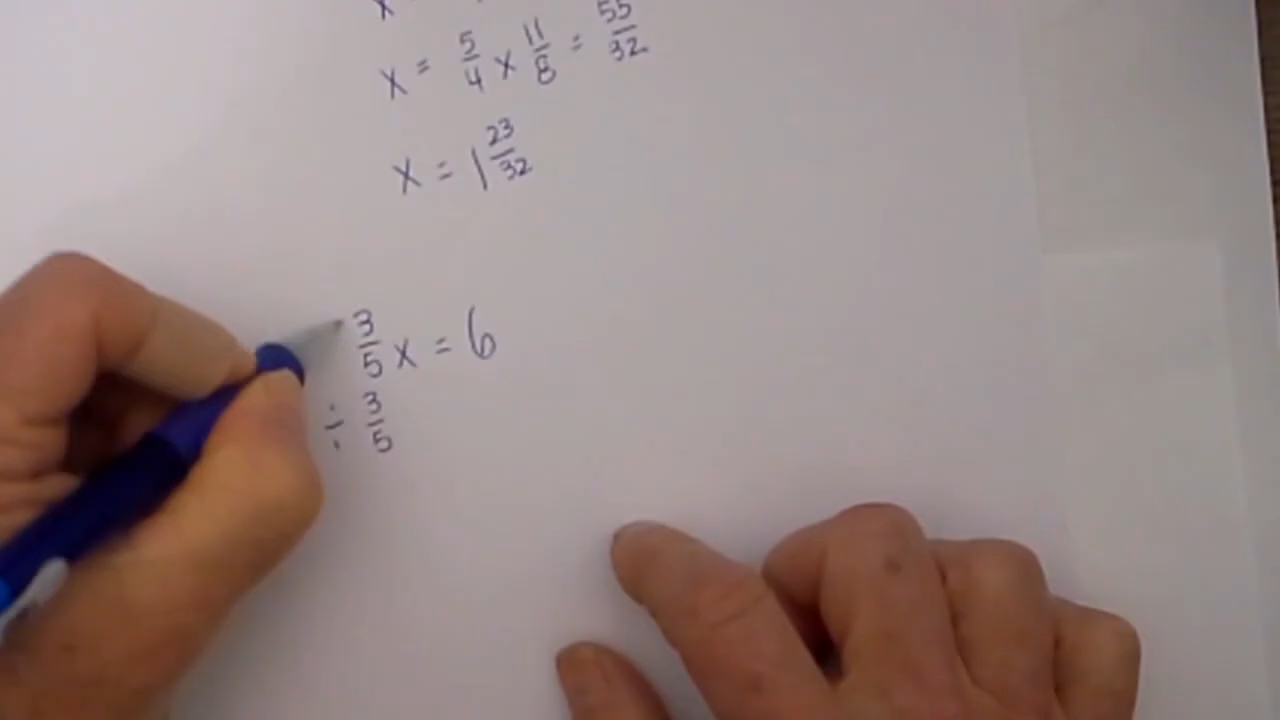 x
x = 5/4 x 11/8 = 55/32
x = 1 23/32
3/5 x = 6
÷ 3/5